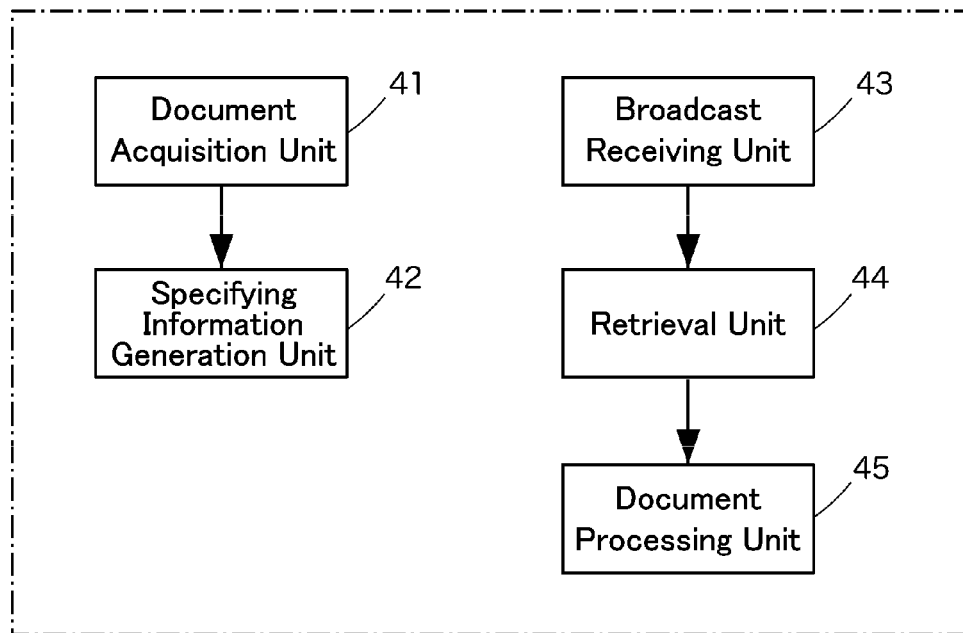 Document
Acquisition Unit
41
Specifying
Information
Generation Unit
42
Broadcast
Receiving Unit
43
Retrieval Unit
44
Document
Processing Unit
45